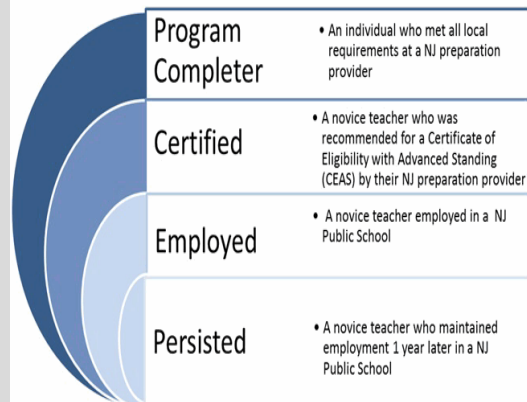 Program
Completer
• An individual who met all local
requirements at a NJ preparation
provider
Certified
• A novice teacher who was
recommended for a Certificate of
Eligibility with Advanced Standing
(CEAS) by their NJ preparation provider
Employed
• A novice teacher employed in a NJ
Public School
Persisted
• A novice teacher who maintained
employment 1 year later in a NJ
Public School